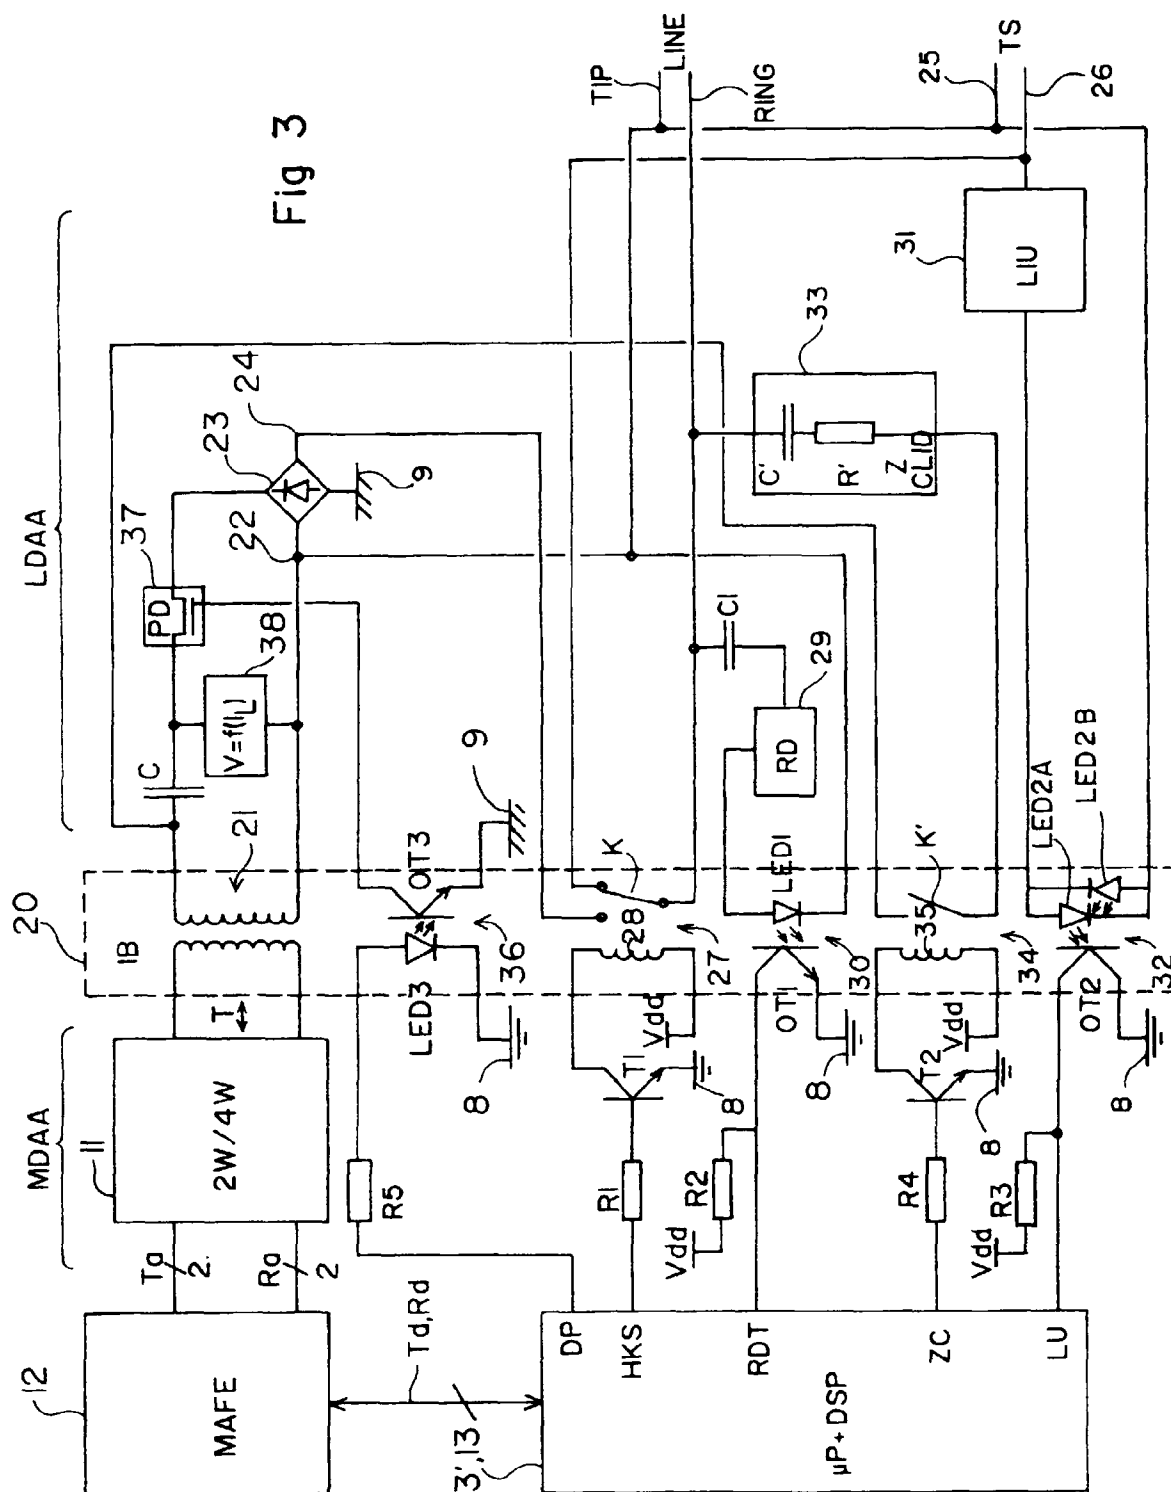 Fig 3
LDAA
MDAA
20
1B
T
11
2W/4W
Ta
2
Ra
2
12
MAFE
Td,Rd
3',13
µP+DSP
DP
HKS
RDT
ZC
LU
R5
R1
R2
R4
R3
Vdd
Vdd
Vdd
Vdd
T1
T2
8
8
8
8
8
LED3
OT3
36
9
21
C
V=f(IL)
38
PD
37
22
23
24
9
28
27
K
OT1
LED1
30
RD
29
C1
35
34
K'
OT2
32
LED2A
LED2B
C'
R'
Z
CLID
33
LIU
31
TIP
LINE
RING
25
TS
26